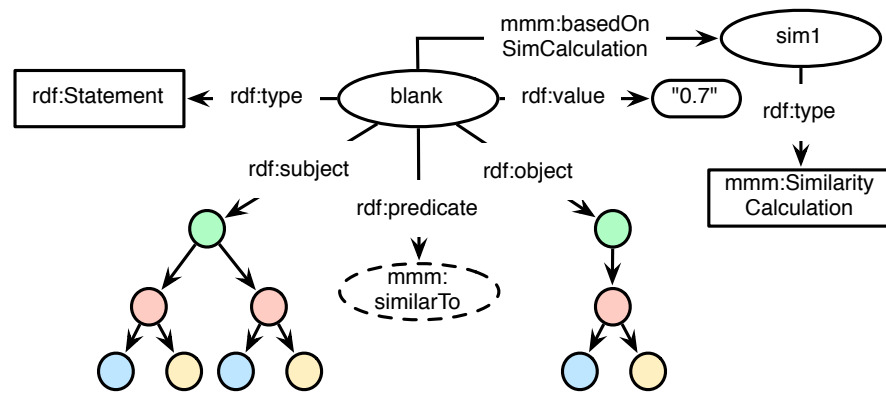 mmm:basedOn
SimCalculation
sim1
rdf:Statement
rdf:type
blank
rdf:value
"0.7"
rdf:type
rdf:subject
rdf:object
mmm:Similarity
Calculation
rdf:predicate
mmm:
similarTo